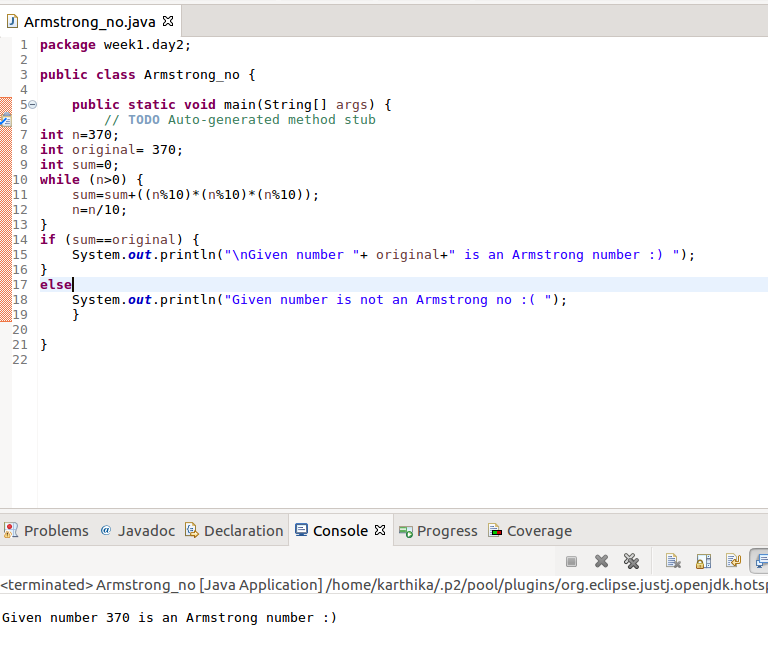 Armstrong_no.java
1 package week1.day2;
2
3 public class Armstrong_no {
4
5 public static void main(String[] args) {
6 // TODO Auto-generated method stub
7 int n=370;
8 int original= 370;
9 int sum=0;
10 while (n>0) {
11 sum=sum+((n%10)*(n%10)*(n%10));
12 n=n/10;
13 }
14 if (sum==original) {
15 System.out.println("\nGiven number "+ original+" is an Armstrong number :) ");
16 }
17 else
18 System.out.println("Given number is not an Armstrong no :( ");
19 }
20
21 }
22
Problems @ Javadoc Declaration Console Progress Coverage
<terminated> Armstrong_no [Java Application] /home/karthika/.p2/pool/plugins/org.eclipse.justj.openjdk.hotsp
Given number 370 is an Armstrong number :)